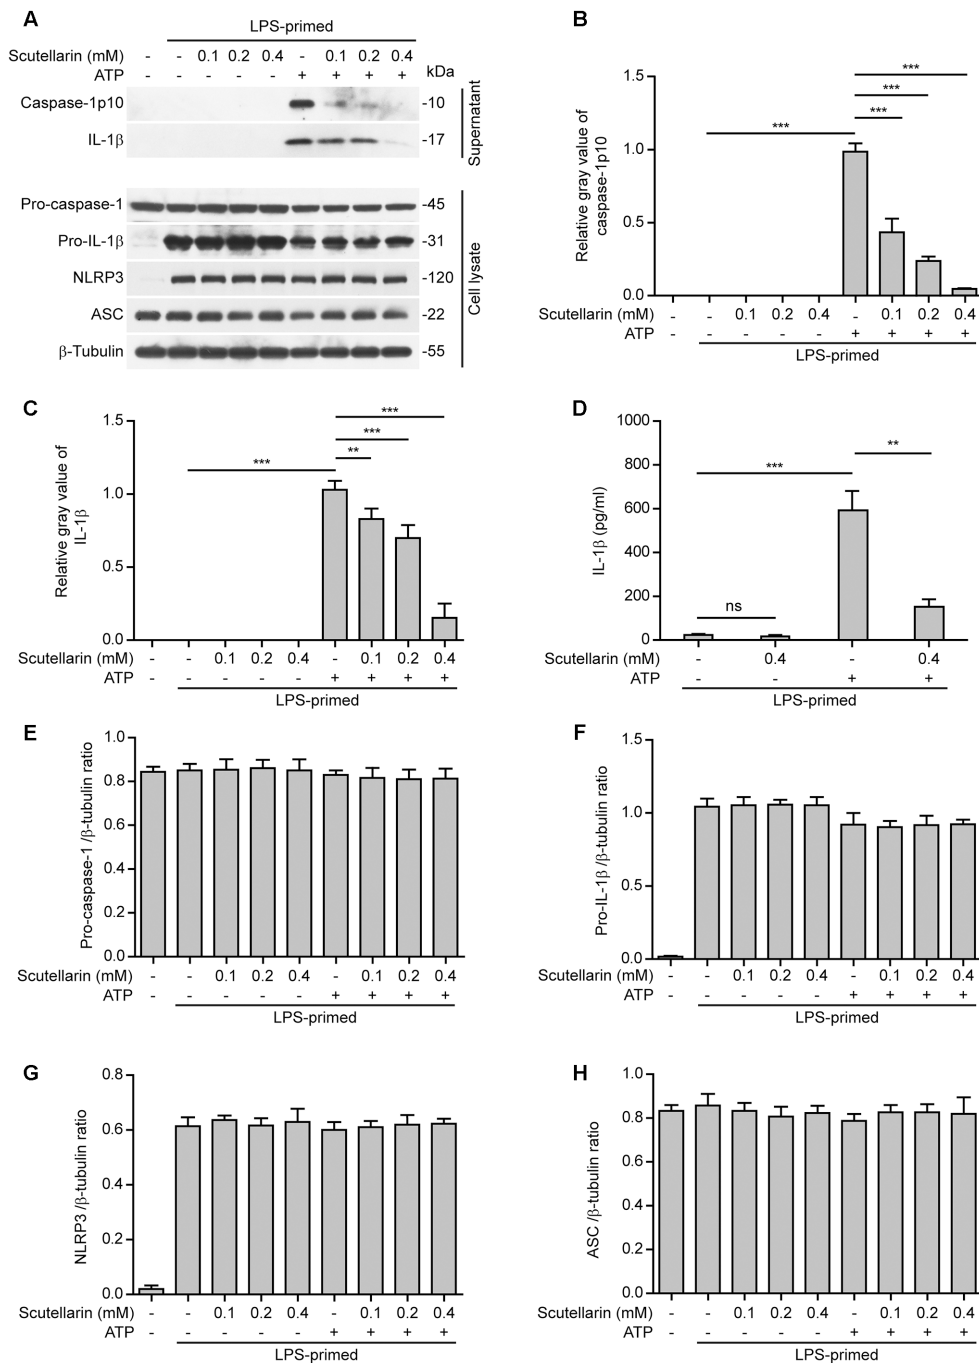 A
LPS-primed
Scutellarin (mM) - - 0.1 0.2 0.4 - 0.1 0.2 0.4
ATP - - - - - + + + + kDa
Caspase-1p10 -10
IL-1β -17
Supernatant
Pro-caspase-1 -45
Pro-IL-1β -31
NLRP3 -120
ASC -22
β-Tubulin -55
Cell lysate
B
Relative gray value of
caspase-1p10
1.5
1.0
0.5
0.0
***
***
***
***
Scutellarin (mM) - - 0.1 0.2 0.4 - 0.1 0.2 0.4
ATP - - - - - + + + +
LPS-primed
C
Relative gray value of
IL-1β
1.5
1.0
0.5
0.0
***
***
**
***
Scutellarin (mM) - - 0.1 0.2 0.4 - 0.1 0.2 0.4
ATP - - - - - + + + +
LPS-primed
D
IL-1β (pg/ml)
1000
800
600
400
200
0
ns
***
**
Scutellarin (mM) - 0.4 - 0.4
ATP - - + +
LPS-primed
E
Pro-caspase-1 /β-tubulin ratio
1.0
0.8
0.6
0.4
0.2
0.0
Scutellarin (mM) - - 0.1 0.2 0.4 - 0.1 0.2 0.4
ATP - - - - - + + + +
LPS-primed
F
Pro-IL-1β /β-tubulin ratio
1.5
1.0
0.5
0.0
Scutellarin (mM) - - 0.1 0.2 0.4 - 0.1 0.2 0.4
ATP - - - - - + + + +
LPS-primed
G
NLRP3 /β-tubulin ratio
0.8
0.6
0.4
0.2
0.0
Scutellarin (mM) - - 0.1 0.2 0.4 - 0.1 0.2 0.4
ATP - - - - - + + + +
LPS-primed
H
ASC /β-tubulin ratio
1.0
0.8
0.6
0.4
0.2
0.0
Scutellarin (mM) - - 0.1 0.2 0.4 - 0.1 0.2 0.4
ATP - - - - - + + + +
LPS-primed